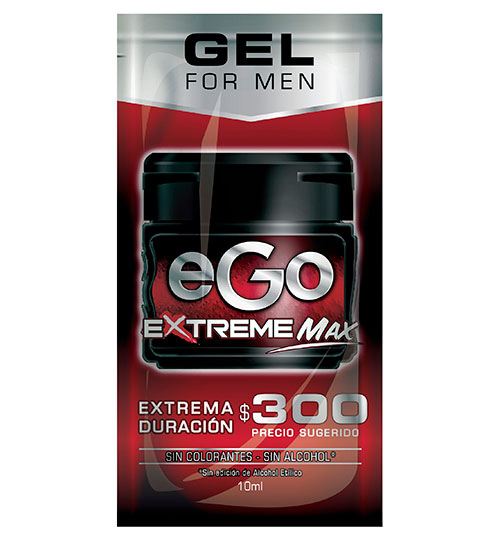 GEL
FOR MEN
eGo
EXTREME MAX
EXTREMA
DURACIÓN
$300
PRECIO SUGERIDO
SIN COLORANTES - SIN ALCOHOL*
*Sin edición de Alcohol Etílico
10ml